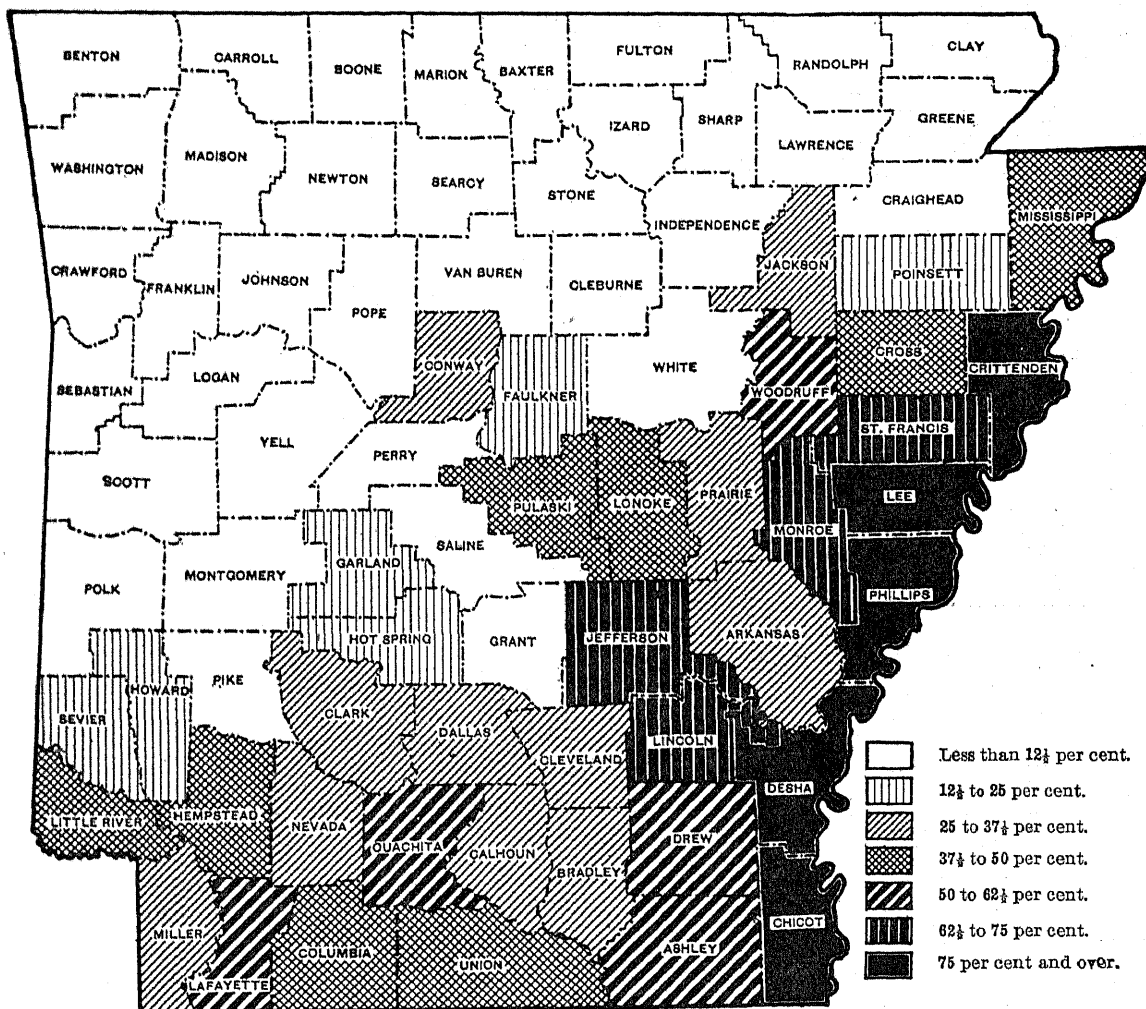 BENTON
CARROLL
BOONE
MARION
BAXTER
FULTON
RANDOLPH
CLAY
GREENE
SHARP
IZARD
LAWRENCE
WASHINGTON
MADISON
NEWTON
SEARCY
STONE
INDEPENDENCE
CRAIGHEAD
MISSISSIPPI
CRAWFORD
FRANKLIN
JOHNSON
POPE
VAN BUREN
CLEBURNE
JACKSON
POINSETT
SEBASTIAN
LOGAN
CONWAY
FAULKNER
WHITE
WOODRUFF
CROSS
CRITTENDEN
ST. FRANCIS
SCOTT
YELL
PERRY
PULASKI
LONOKE
PRAIRIE
MONROE
LEE
POLK
MONTGOMERY
GARLAND
SALINE
PHILLIPS
HOT SPRING
GRANT
JEFFERSON
ARKANSAS
SEVIER
HOWARD
PIKE
CLARK
DALLAS
CLEVELAND
LINCOLN
DESHA
LITTLE RIVER
HEMPSTEAD
NEVADA
OUACHITA
CALHOUN
BRADLEY
DREW
MILLER
LAFAYETTE
COLUMBIA
UNION
ASHLEY
CHICOT
Less than 12½ per cent.
12½ to 25 per cent.
25 to 37½ per cent.
37½ to 50 per cent.
50 to 62½ per cent.
62½ to 75 per cent.
75 per cent and over.